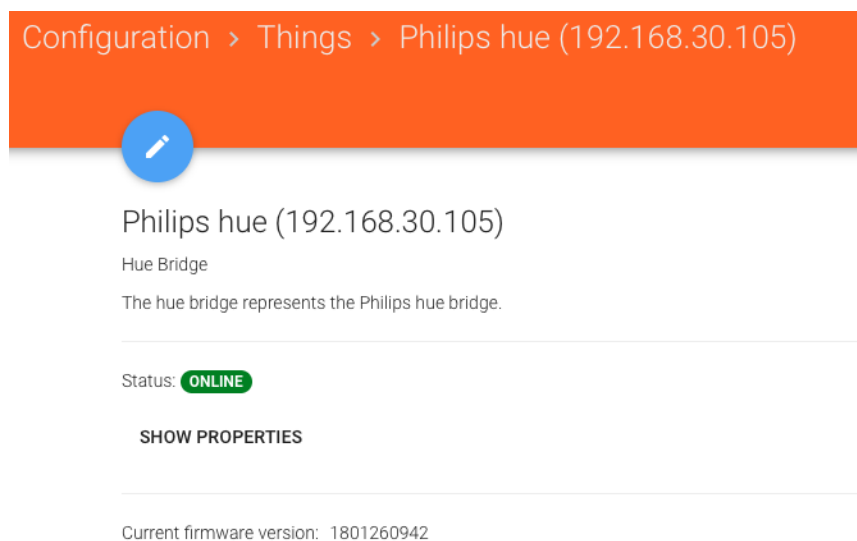 Configuration > Things > Philips hue (192.168.30.105)
Philips hue (192.168.30.105)
Hue Bridge
The hue bridge represents the Philips hue bridge.
Status: ONLINE
SHOW PROPERTIES
Current firmware version: 1801260942